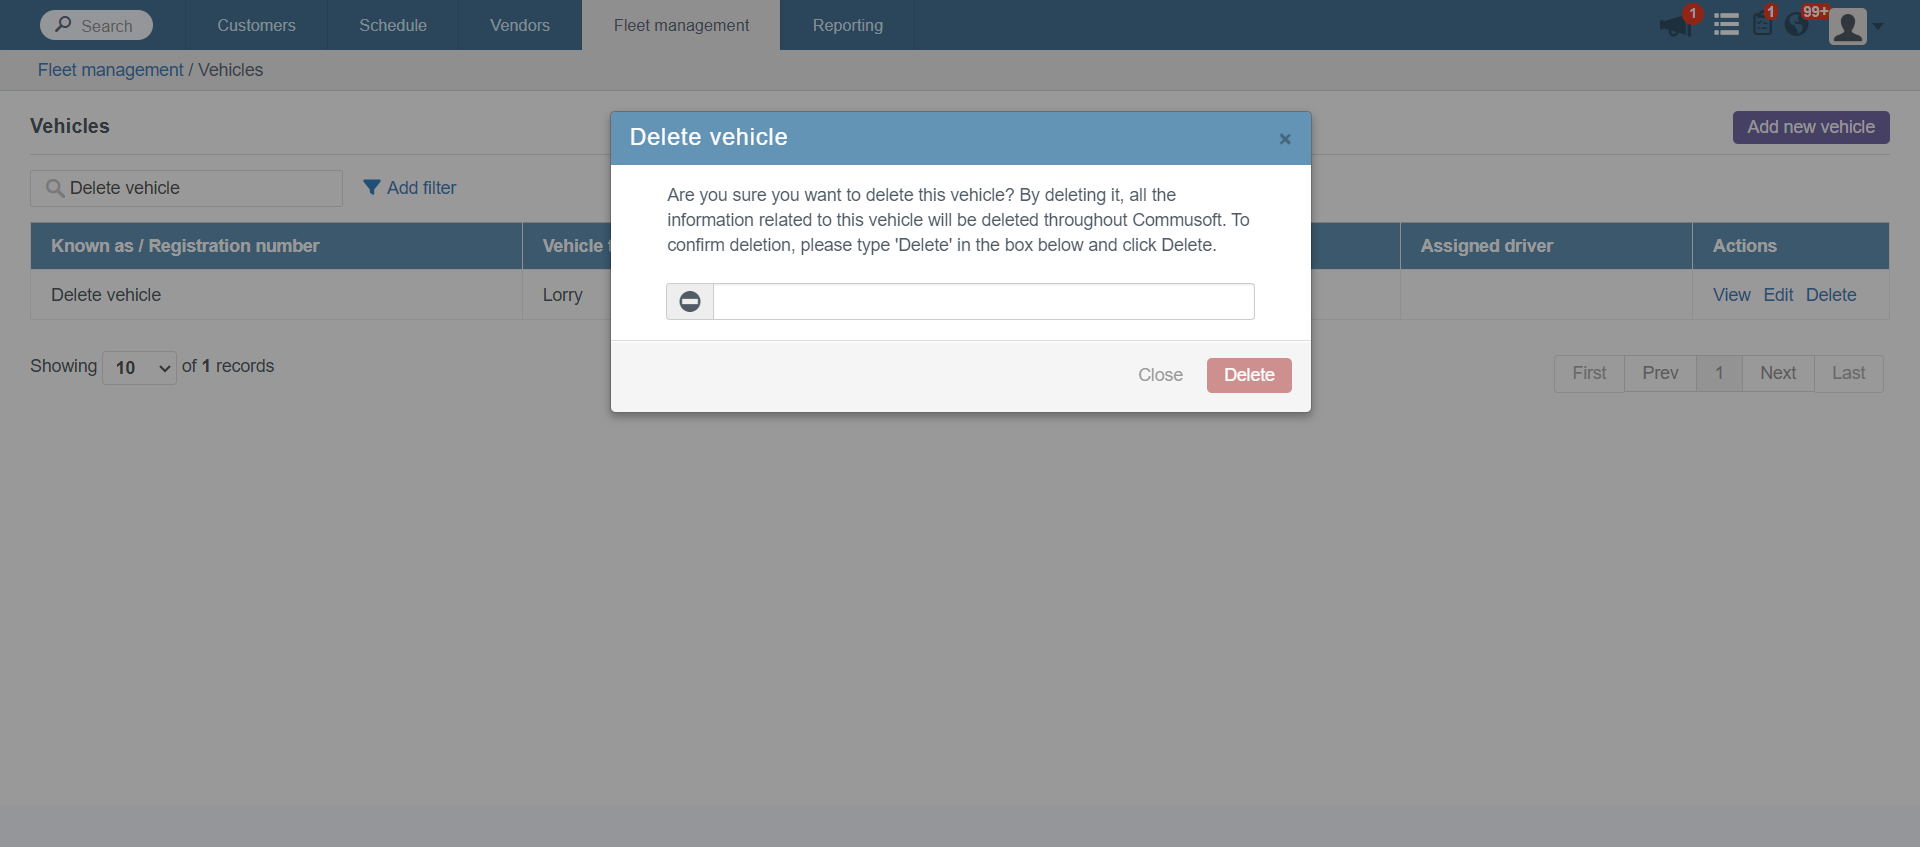 Search Customers Schedule Vendors Fleet management Reporting 1 1 99+
Fleet management / Vehicles
Vehicles
Add new vehicle
Delete vehicle Add filter
Known as / Registration number Vehicle Assigned driver Actions
Delete vehicle Lorry View Edit Delete
Showing 10 of 1 records
First Prev 1 Next Last
Delete vehicle ×
Are you sure you want to delete this vehicle? By deleting it, all the
information related to this vehicle will be deleted throughout Commusoft. To
confirm deletion, please type 'Delete' in the box below and click Delete.
Close Delete